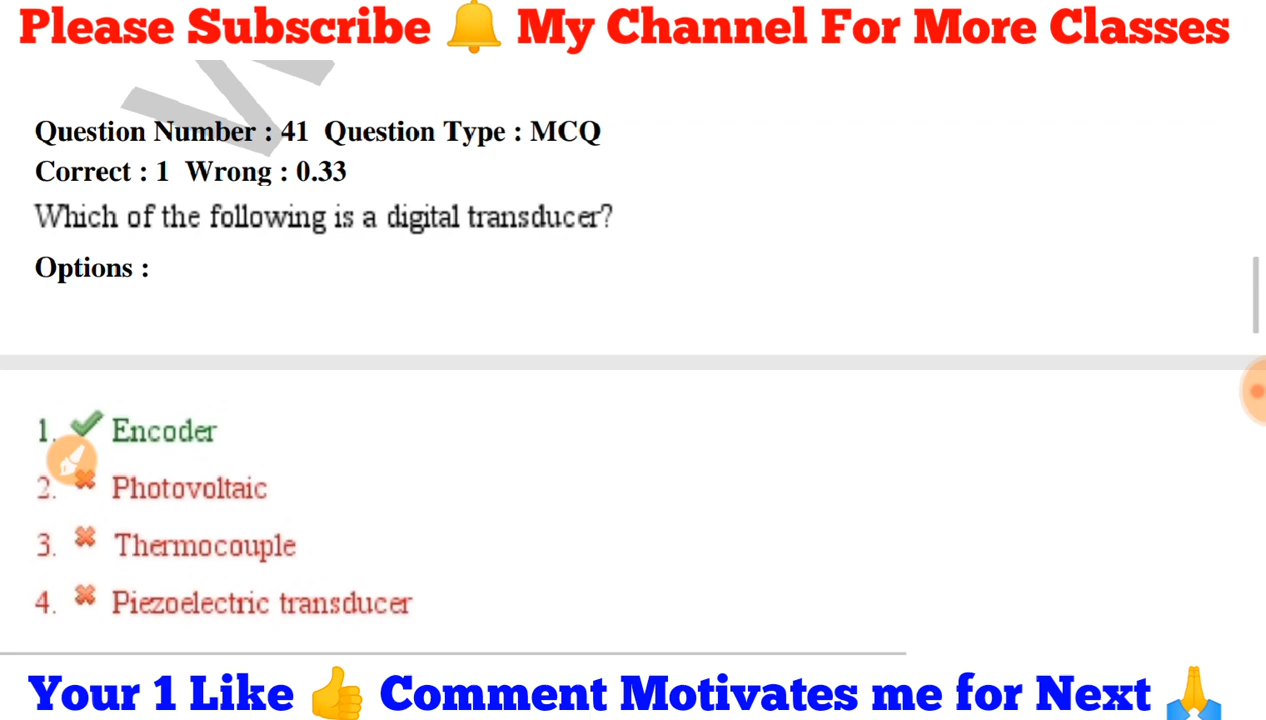 Please Subscribe 🔔 My Channel For More Classes
Question Number : 41 Question Type : MCQ
Correct : 1 Wrong : 0.33
Which of the following is a digital transducer?
Options :
1. ✔ Encoder
2. ✖ Photovoltaic
3. ✖ Thermocouple
4. ✖ Piezoelectric transducer
Your 1 Like 👍 Comment Motivates me for Next 🙏